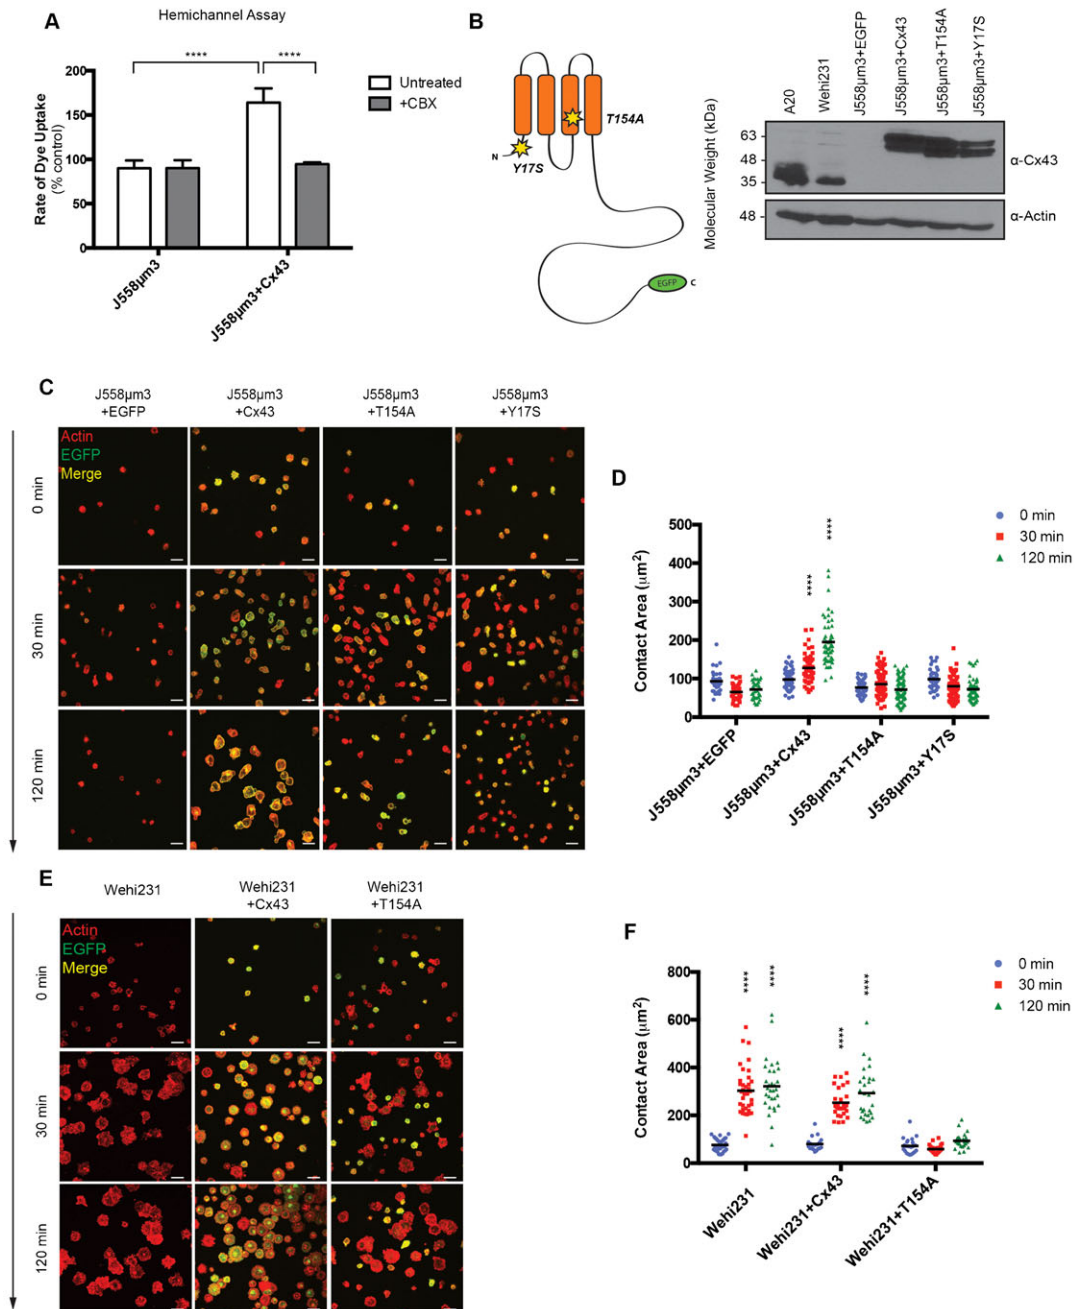 A
Hemichannel Assay
****
****
200
150
100
50
0
Rate of Dye Uptake
(% control)
Untreated
+CBX
J558µm3
J558µm3+Cx43
B
N
Y17S
T154A
EGFP
C
Molecular Weight (kDa)
A20
Wehi231
J558µm3+EGFP
J558µm3+Cx43
J558µm3+T154A
J558µm3+Y17S
63
48
35
α-Cx43
48
α-Actin
C
J558µm3
+EGFP
J558µm3
+Cx43
J558µm3
+T154A
J558µm3
+Y17S
Actin
EGFP
Merge
0 min
30 min
120 min
D
Contact Area (µm²)
500
400
300
200
100
0
****
****
0 min
30 min
120 min
J558µm3+EGFP
J558µm3+Cx43
J558µm3+T154A
J558µm3+Y17S
E
Wehi231
Wehi231
+Cx43
Wehi231
+T154A
Actin
EGFP
Merge
0 min
30 min
120 min
F
Contact Area (µm²)
800
600
400
200
0
****
****
****
****
0 min
30 min
120 min
Wehi231
Wehi231+Cx43
Wehi231+T154A